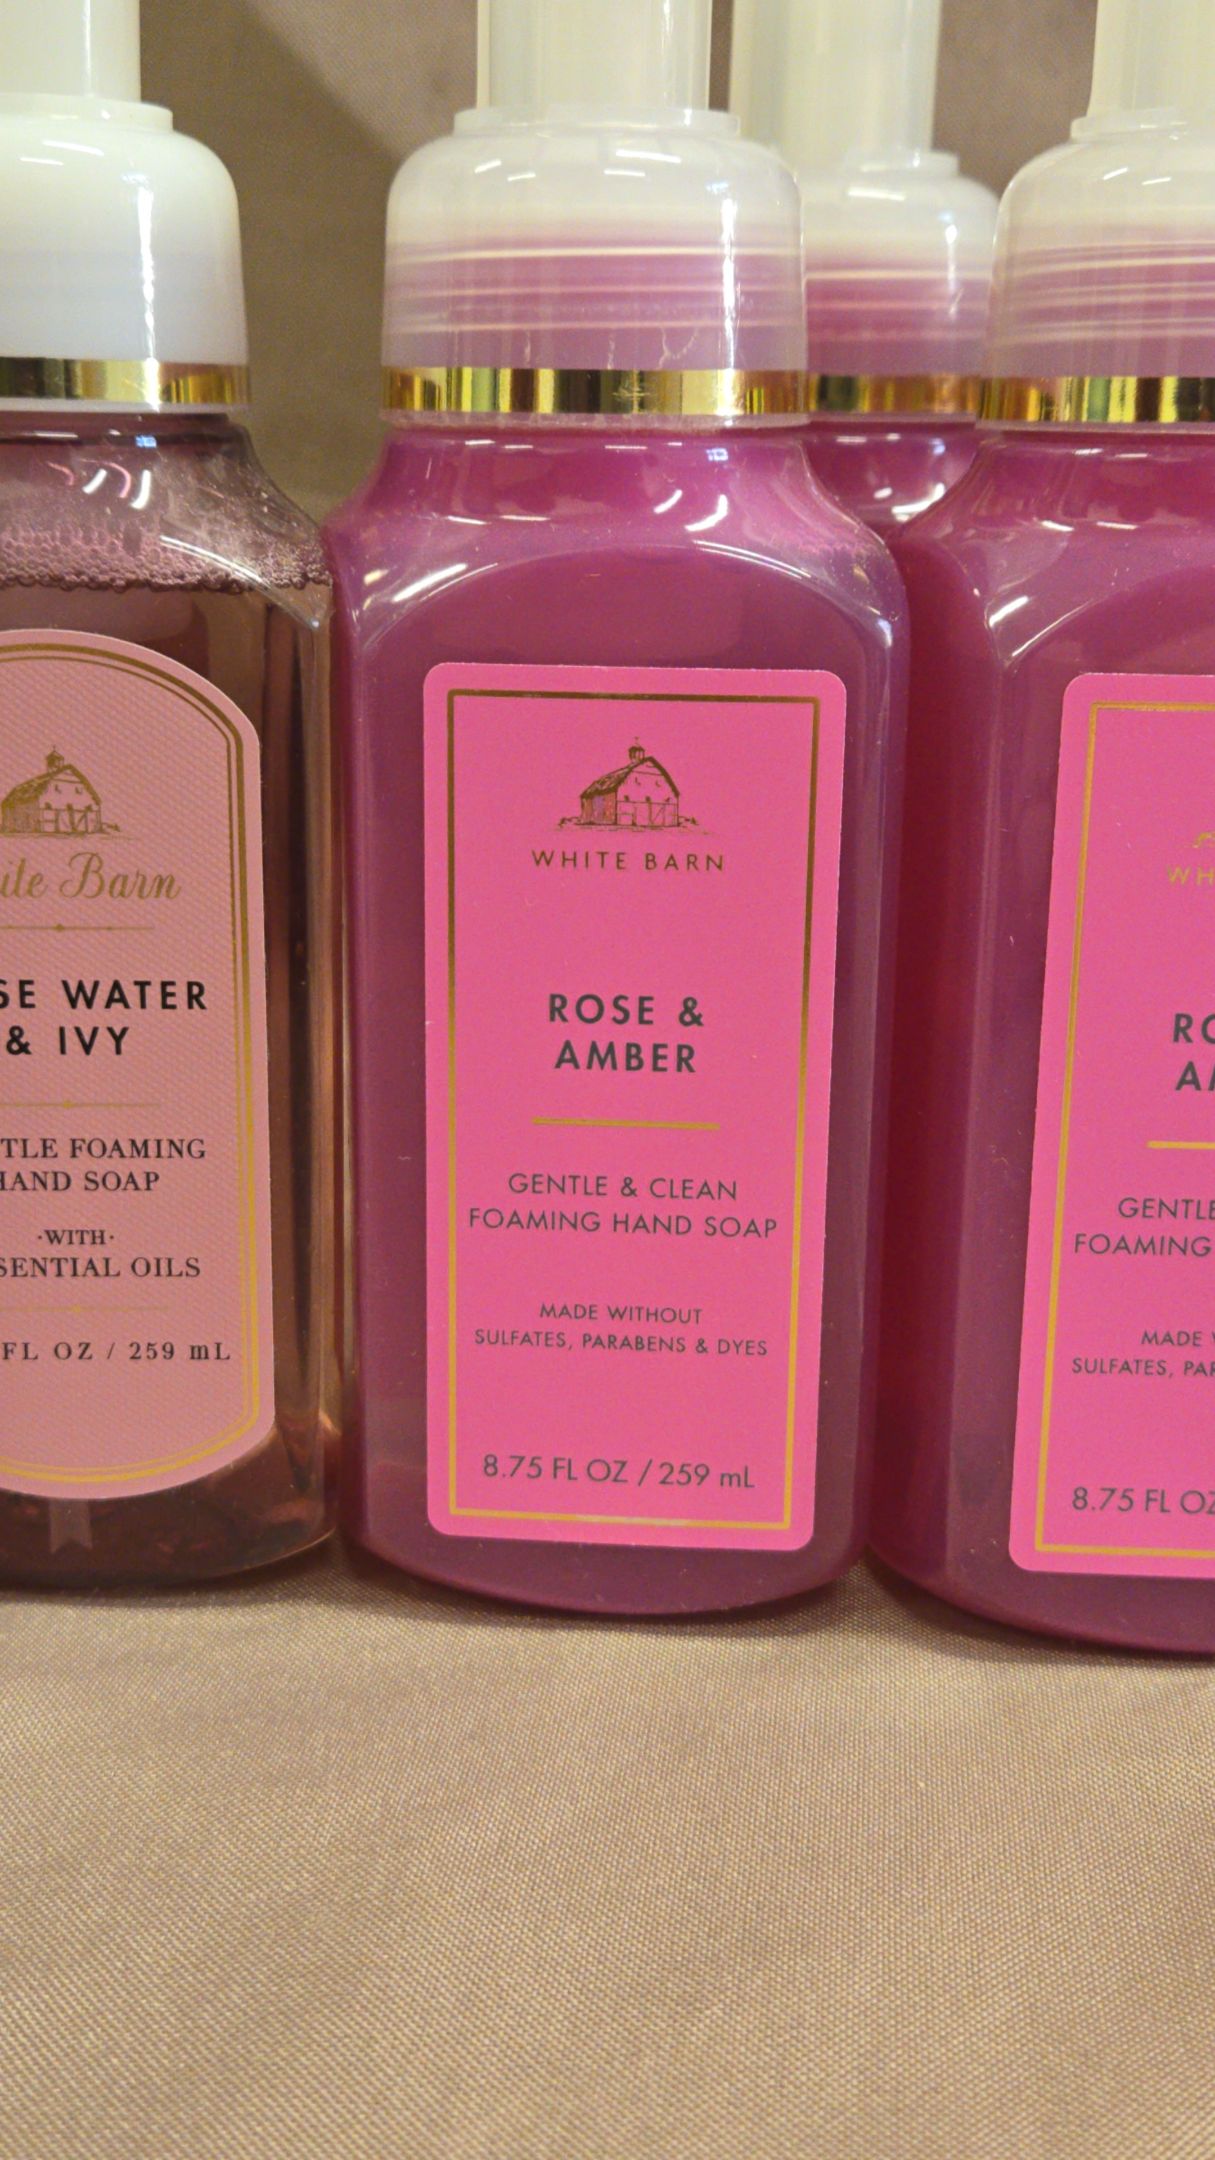 ite Barn
SE WATER
& IVY
TLE FOAMING
HAND SOAP
·WITH·
SENTIAL OILS
FL OZ / 259 mL
WHITE BARN
ROSE &
AMBER
GENTLE & CLEAN
FOAMING HAND SOAP
MADE WITHOUT
SULFATES, PARABENS & DYES
8.75 FL OZ / 259 mL
WH
RO
A
GENTLE
FOAMING
MADE
SULFATES, PAR
8.75 FL OZ